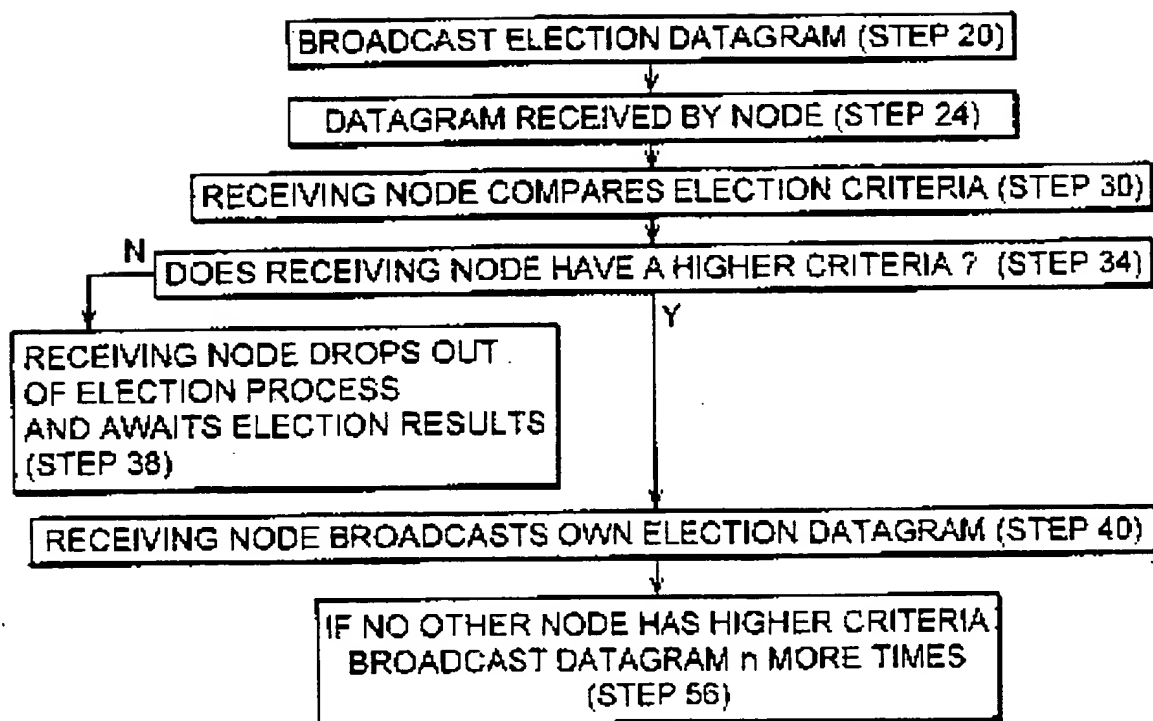 BROADCAST ELECTION DATAGRAM (STEP 20)
DATAGRAM RECEIVED BY NODE (STEP 24)
RECEIVING NODE COMPARES ELECTION CRITERIA (STEP 30)
N
DOES RECEIVING NODE HAVE A HIGHER CRITERIA ? (STEP 34)
Y
RECEIVING NODE DROPS OUT
OF ELECTION PROCESS
AND AWAITS ELECTION RESULTS
(STEP 38)
RECEIVING NODE BROADCASTS OWN ELECTION DATAGRAM (STEP 40)
IF NO OTHER NODE HAS HIGHER CRITERIA
BROADCAST DATAGRAM n MORE TIMES
(STEP 56)